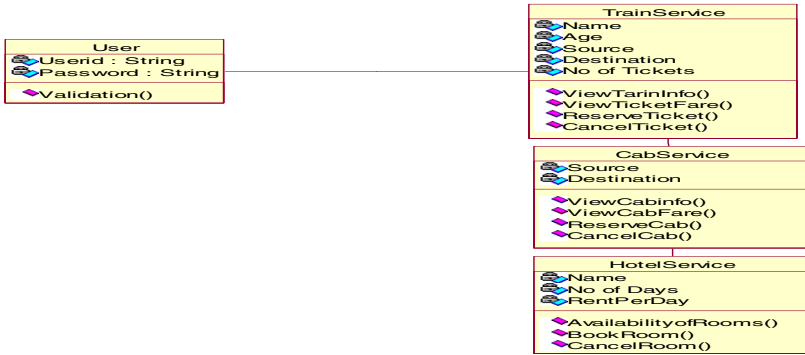 User
Userid : String
Password : String
Validation()
TrainService
Name
Age
Source
Destination
No of Tickets
ViewTarinInfo()
ViewTicketFare()
ReserveTicket()
CancelTicket()
CabService
Source
Destination
ViewCabinfo()
ViewCabFare()
ReserveCab()
CancelCab()
HotelService
Name
No of Days
RentPerDay
AvailabilityofRooms()
BookRoom()
CancelRoom()